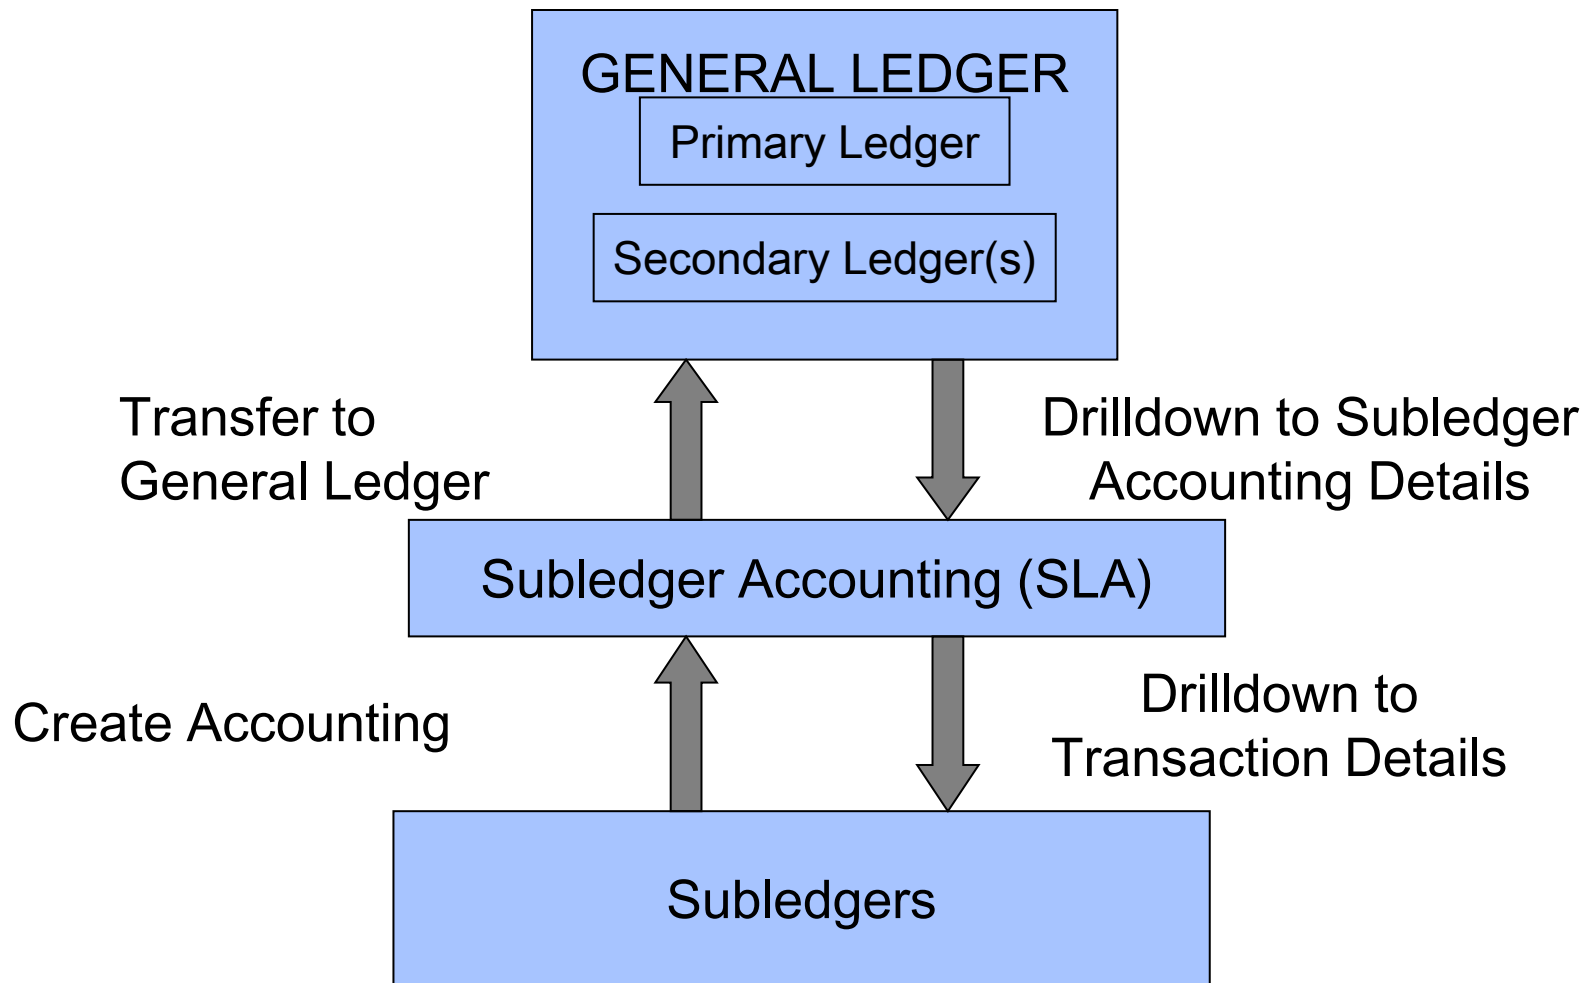 GENERAL LEDGER
Primary Ledger
Secondary Ledger(s)
Transfer to
General Ledger
Drilldown to Subledger
Accounting Details
Subledger Accounting (SLA)
Create Accounting
Drilldown to
Transaction Details
Subledgers